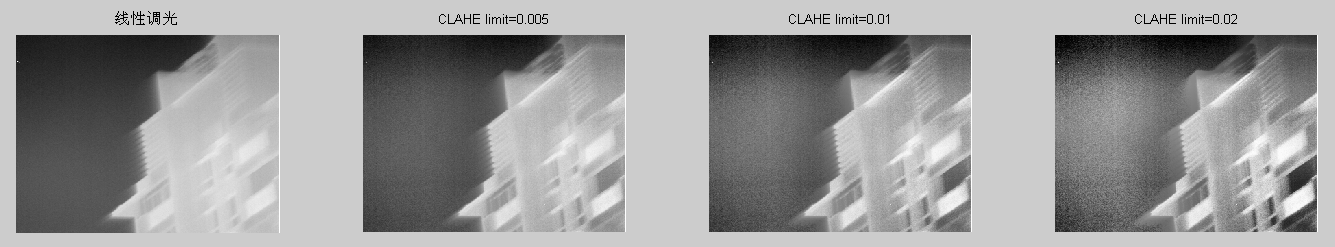 线性调光
CLAHE limit=0.005
CLAHE limit=0.01
CLAHE limit=0.02